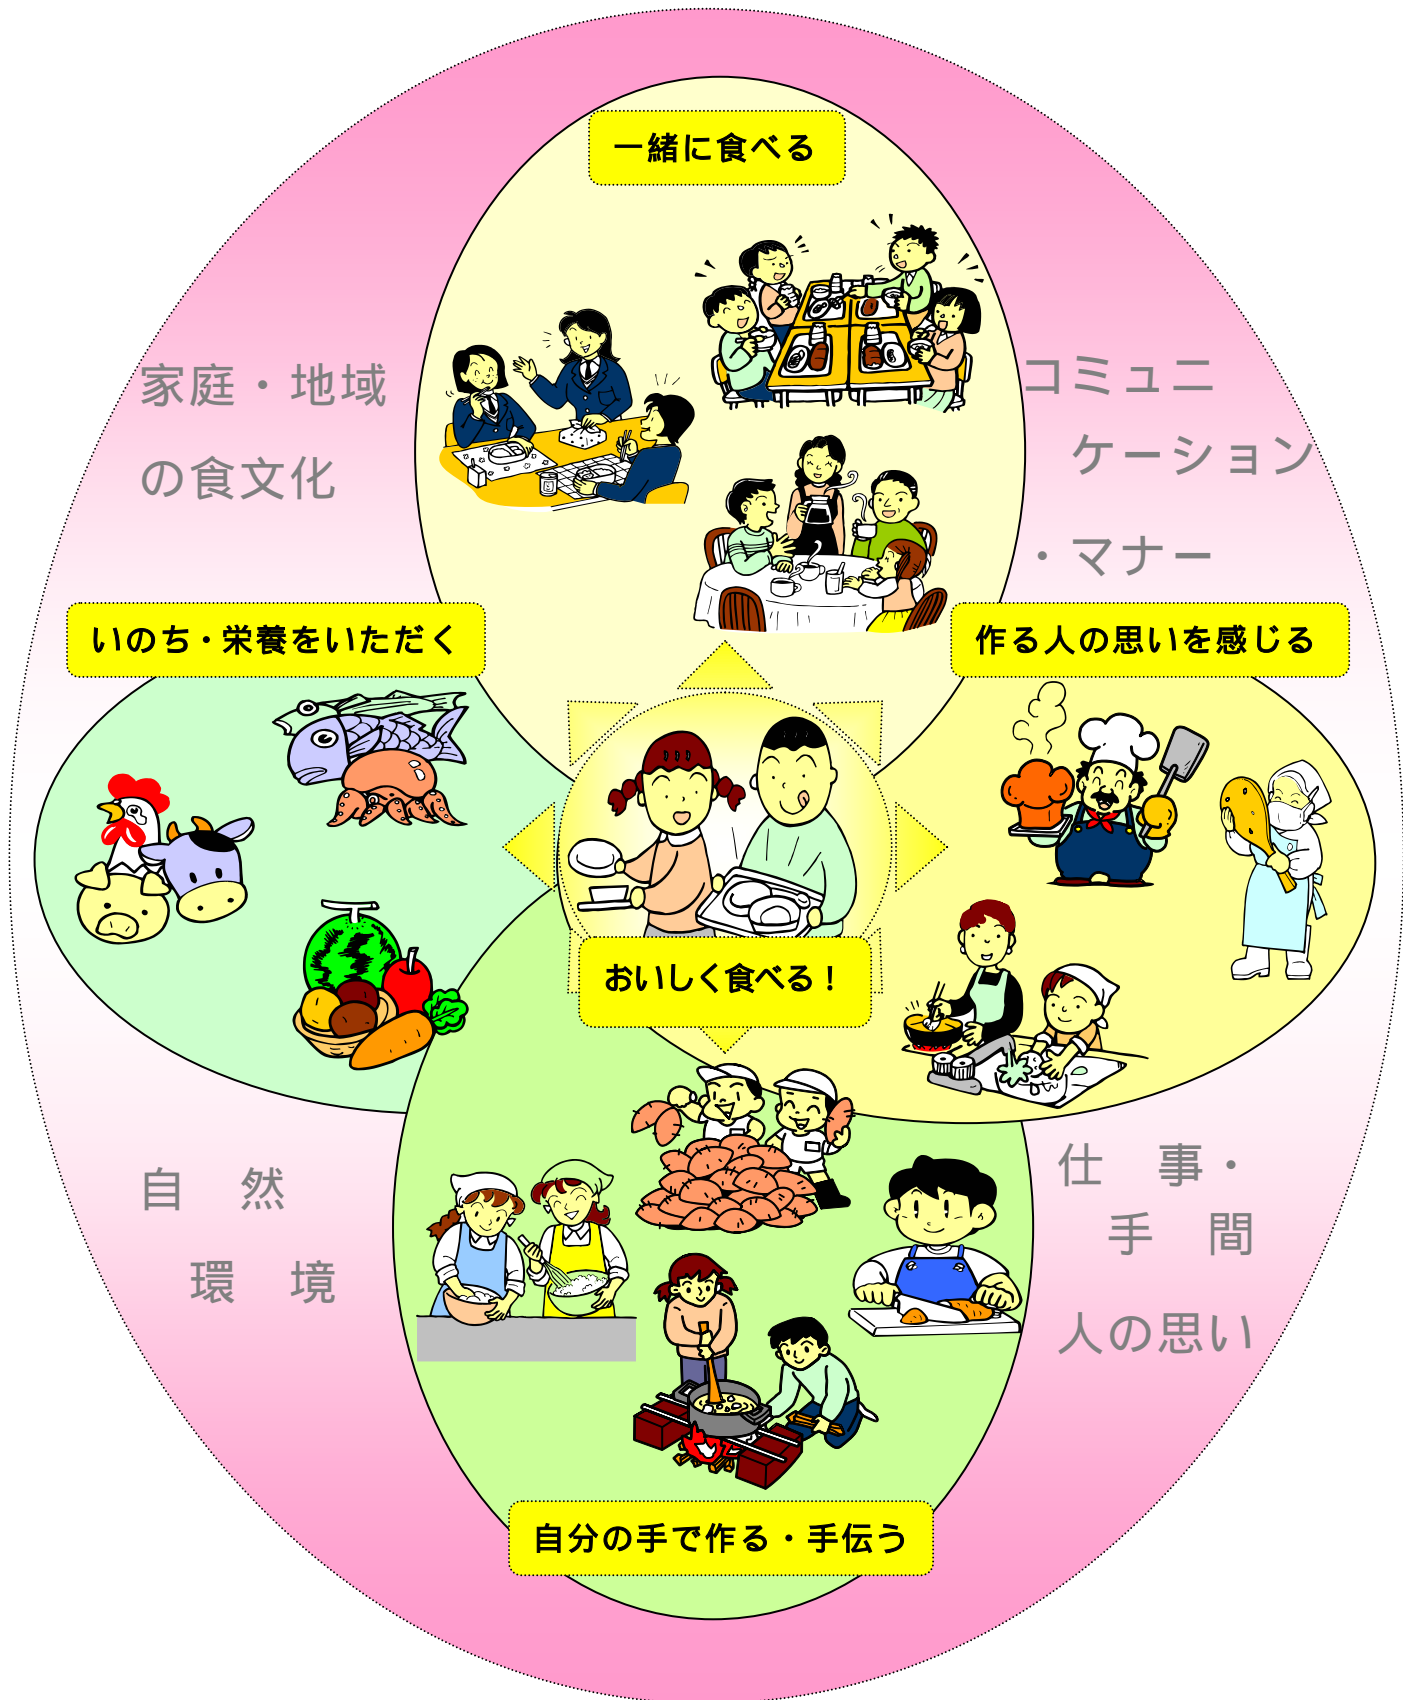 一緒に食べる
家庭・地域
の食文化
コミュニ
ケーション
・マナー
いのち・栄養をいただく
作る人の思いを感じる
おいしく食べる！
自　然
環　境
仕　事・
手　間
人の思い
自分の手で作る・手伝う